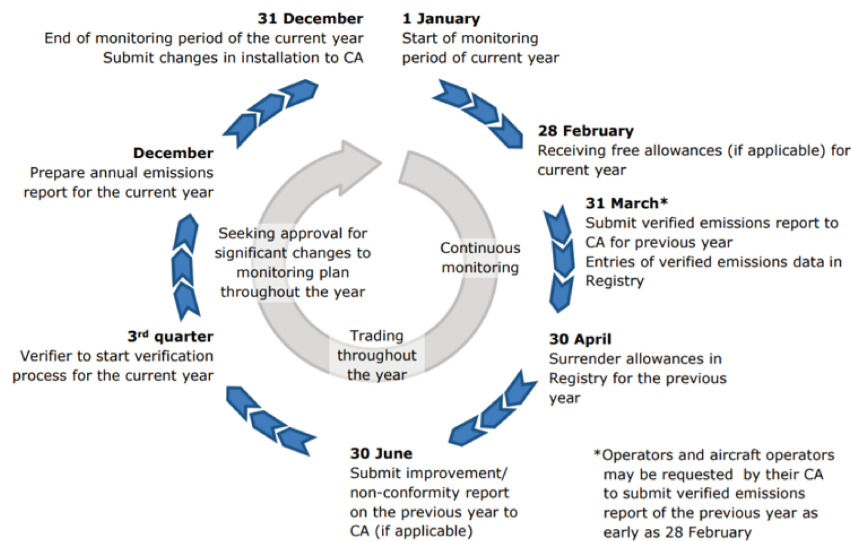 31 December
End of monitoring period of the current year
Submit changes in installation to CA
1 January
Start of monitoring
period of current year
28 February
Receiving free allowances (if applicable) for
current year
31 March*
Submit verified emissions report to
CA for previous year
Entries of verified emissions data in
Registry
30 April
Surrender allowances in
Registry for the previous
year
30 June
Submit improvement/
non-conformity report
on the previous year to
CA (if applicable)
3rd quarter
Verifier to start verification
process for the current year
December
Prepare annual emissions
report for the current year
Seeking approval for
significant changes to
monitoring plan
throughout the year
Continuous
monitoring
Trading
throughout
the year
*Operators and aircraft operators
may be requested by their CA
to submit verified emissions
report of the previous year as
early as 28 February